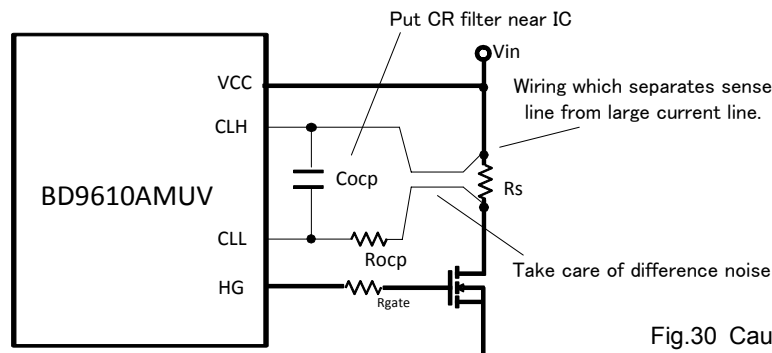 Put CR filter near IC
Vin
VCC
Wiring which separates sense
line from large current line.
CLH
Cocp
Rs
BD9610AMUV
CLL
Rocp
Take care of difference noise
HG
Rgate
Fig.30 Cau